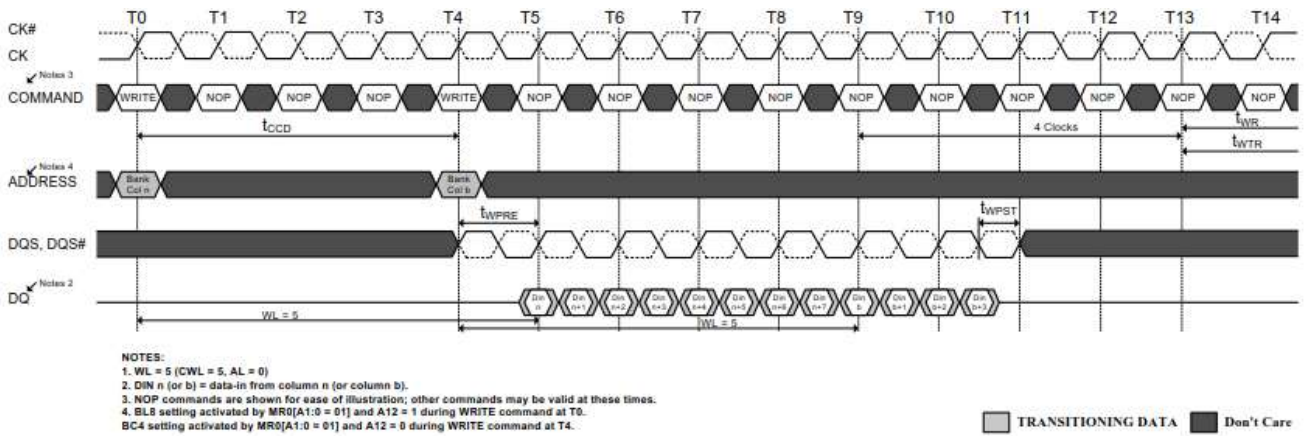 T0 T1 T2 T3 T4 T5 T6 T7 T8 T9 T10 T11 T12 T13 T14
CK#
CK
Notes 3
COMMAND WRITE NOP NOP NOP WRITE NOP NOP NOP NOP NOP NOP NOP NOP NOP NOP
tCCD 4 Clocks tWR
tWTR
Notes 4
ADDRESS Bank Col n Bank Col b
tWPRE tWPST
DQS, DQS#
Notes 2
DQ Din n Din n+1 Din n+2 Din n+3 Din n+4 Din n+5 Din n+6 Din n+7 Din b Din b+1 Din b+2 Din b+3
WL = 5 WL = 5
NOTES:
1. WL = 5 (CWL = 5, AL = 0)
2. DIN n (or b) = data-in from column n (or column b).
3. NOP commands are shown for ease of illustration; other commands may be valid at these times.
4. BL8 setting activated by MR0[A1:0 = 01] and A12 = 1 during WRITE command at T0.
BC4 setting activated by MR0[A1:0 = 01] and A12 = 0 during WRITE command at T4.
TRANSITIONING DATA Don't Care